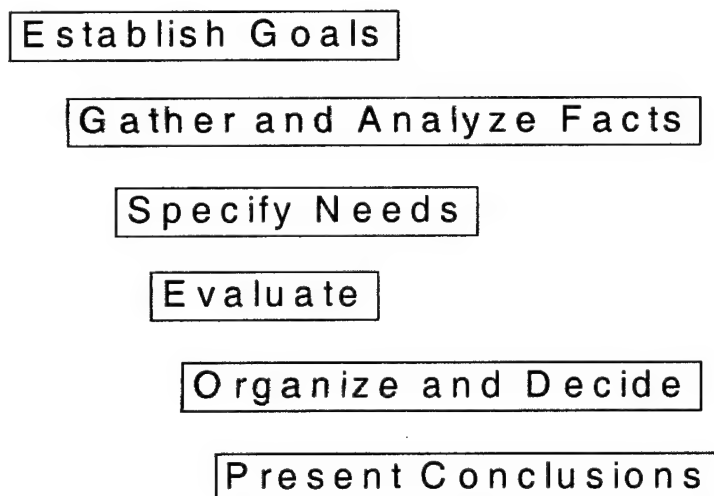 Establish Goals
Gather and Analyze Facts
Specify Needs
Evaluate
Organize and Decide
Present Conclusions